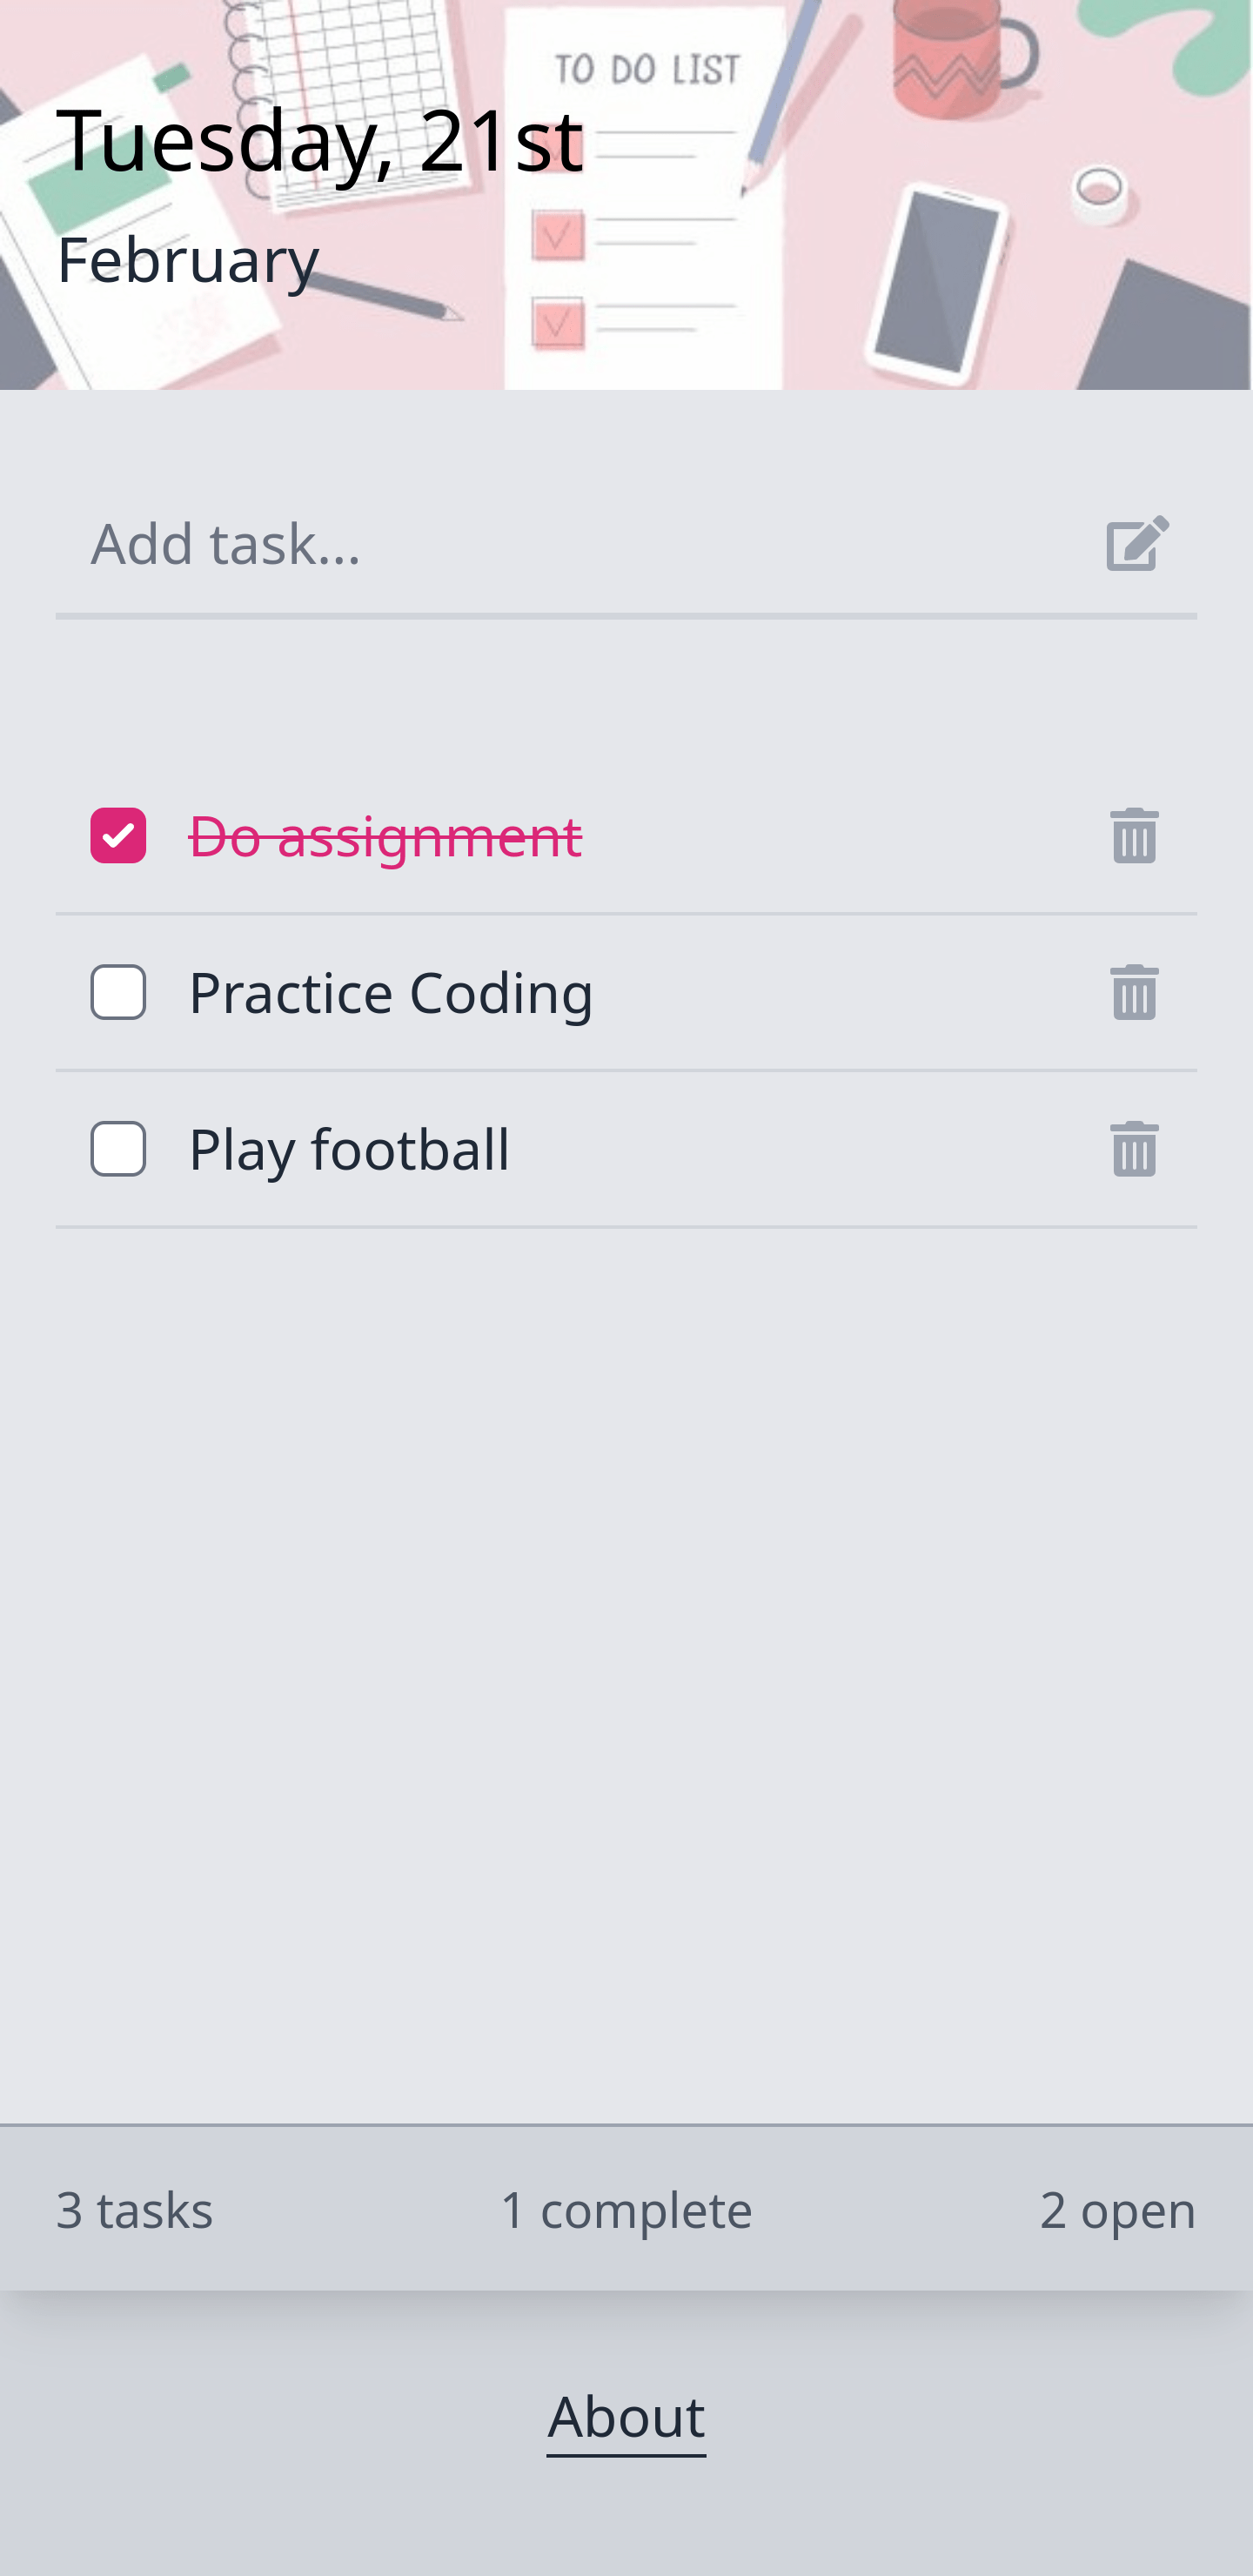 TO DO LIST
Tuesday, 21st
February
Add task...
Do assignment
Practice Coding
Play football
3 tasks 1 complete 2 open
About